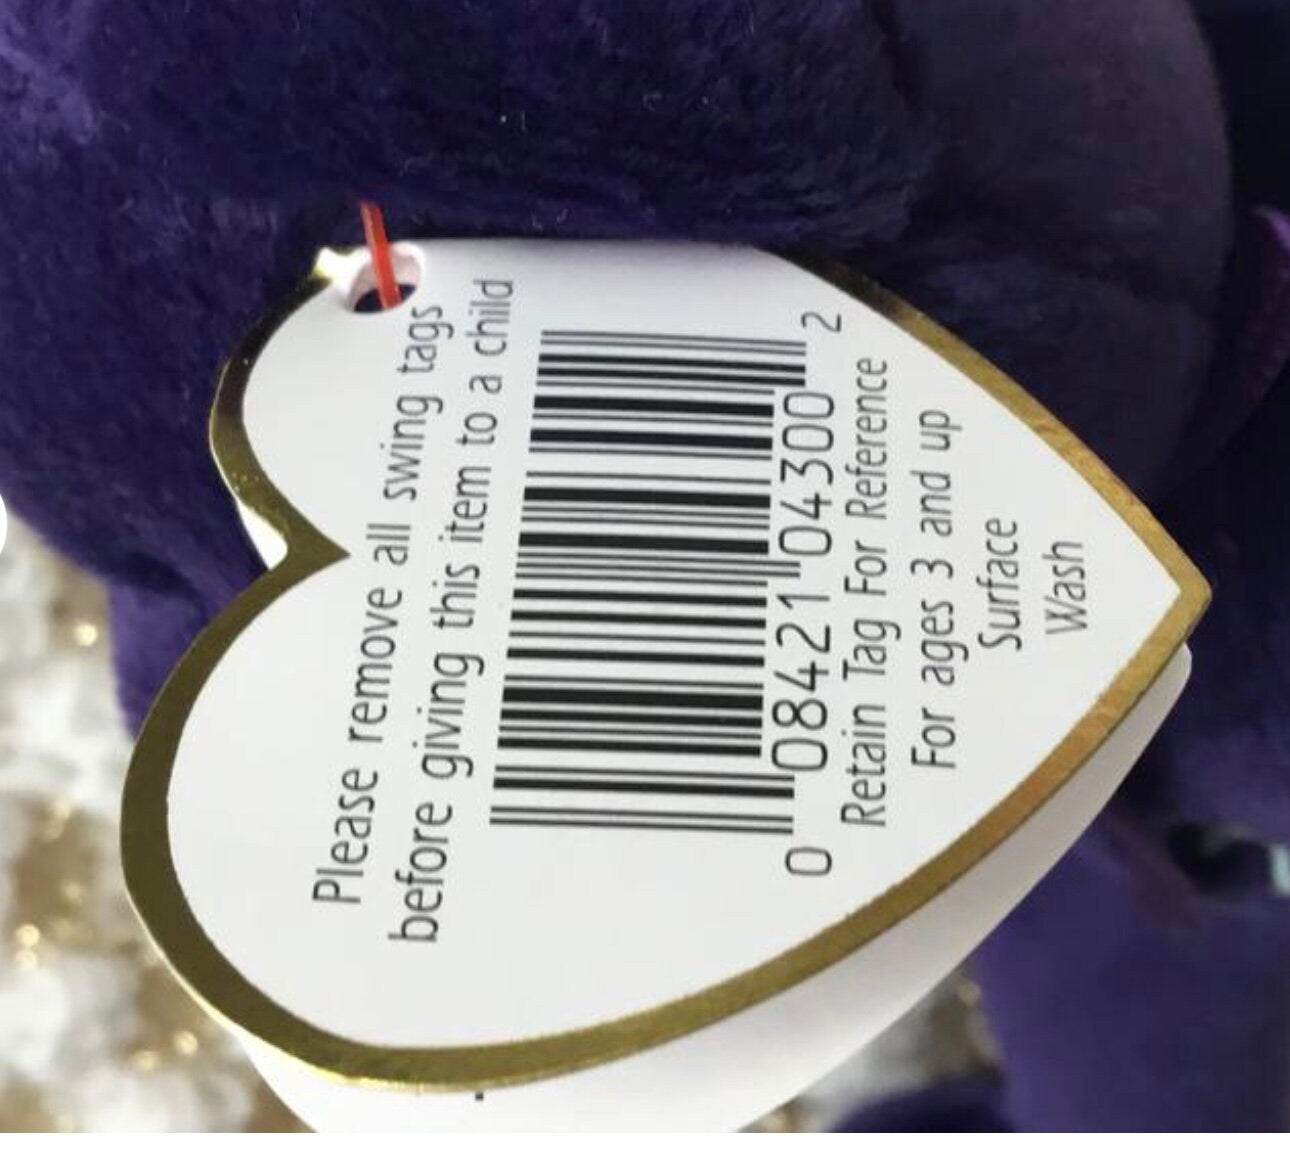 Please remove all swing tags
before giving this item to a child
0 08421 04300 2
Retain Tag For Reference
For ages 3 and up
Surface
Wash